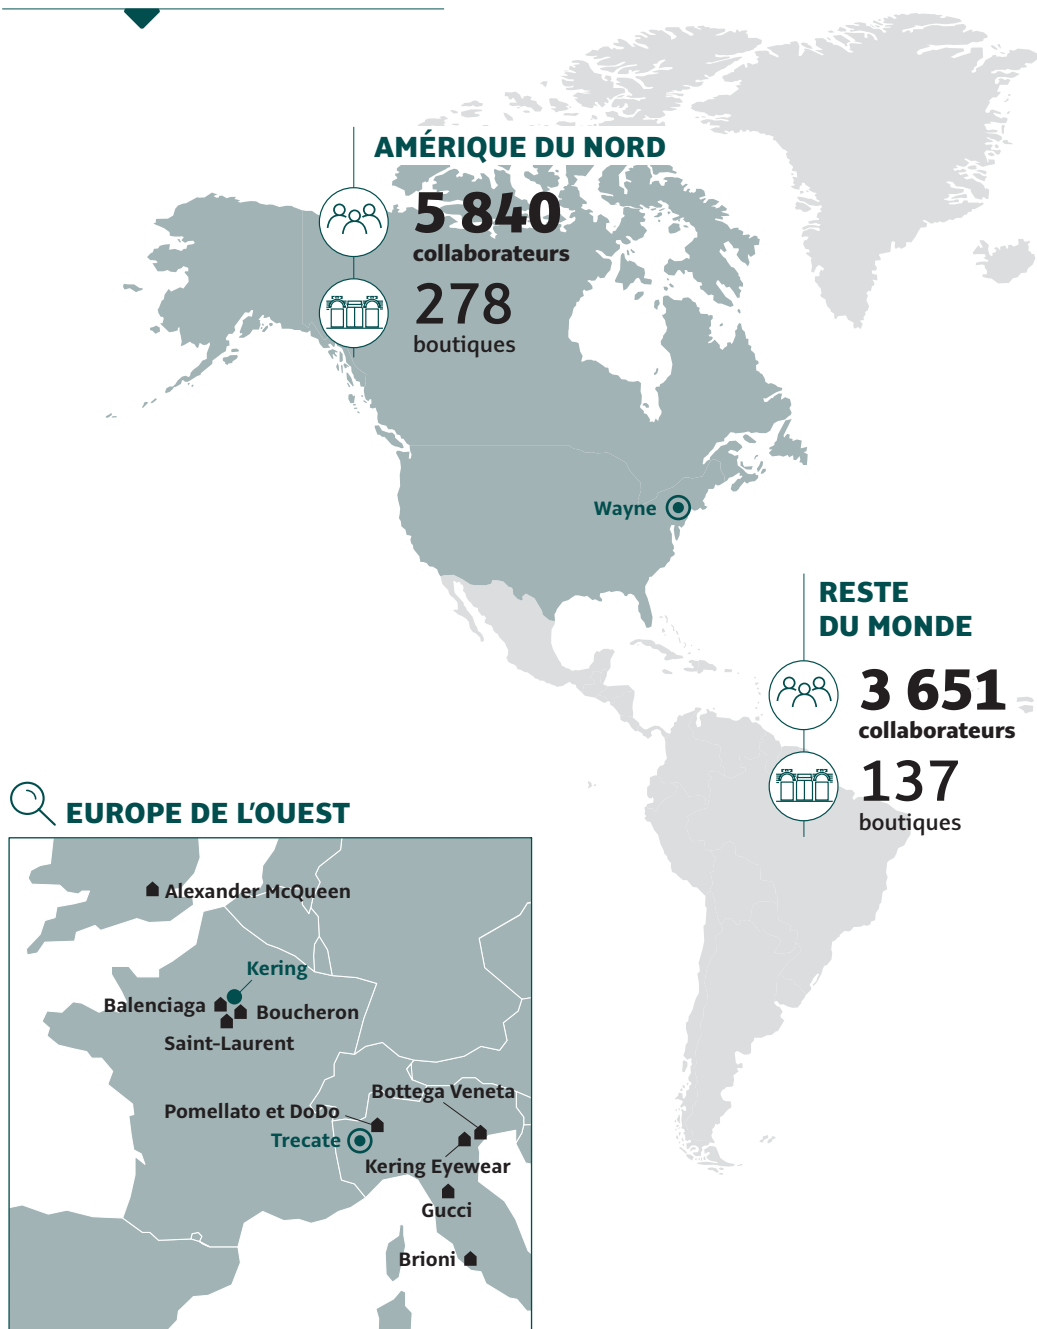 AMÉRIQUE DU NORD
5 840
collaborateurs
278
boutiques
Wayne
RESTE
DU MONDE
3 651
collaborateurs
137
boutiques
EUROPE DE L'OUEST
Alexander McQueen
Kering
Balenciaga
Boucheron
Saint-Laurent
Bottega Veneta
Pomellato et DoDo
Trecate
Kering Eyewear
Gucci
Brioni